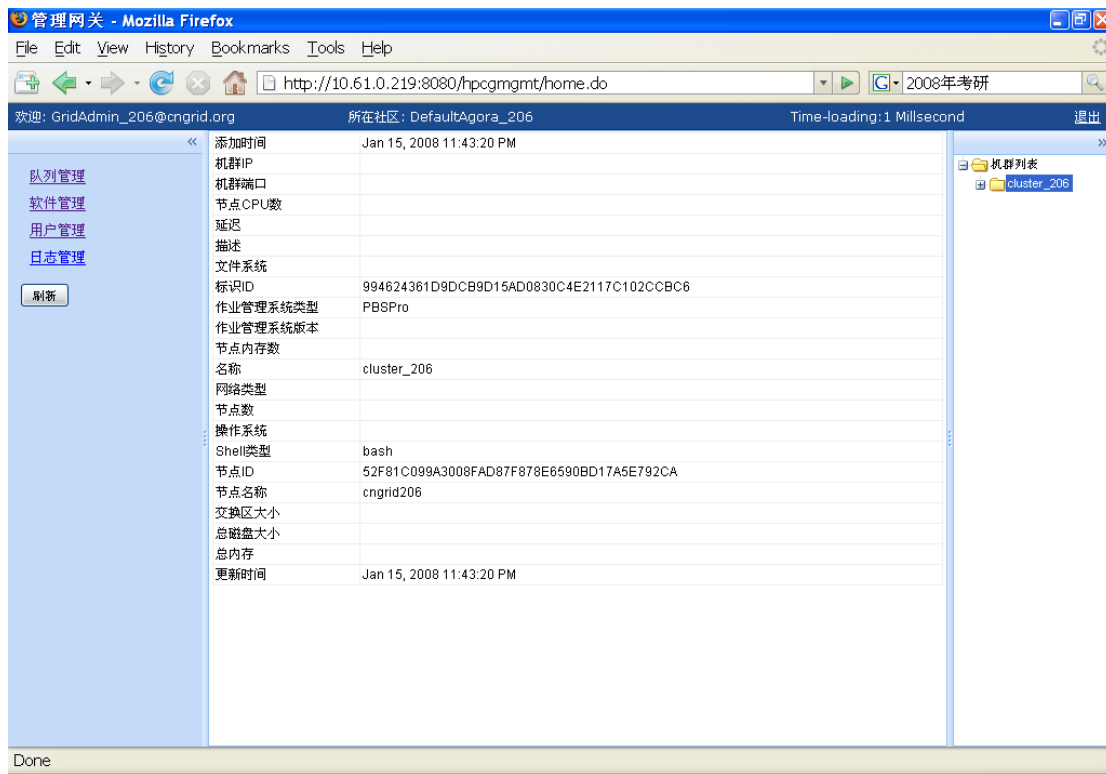 管理网关 - Mozilla Firefox
File Edit View History Bookmarks Tools Help
http://10.61.0.219:8080/hpcgmgmt/home.do
G 2008年考研
欢迎: GridAdmin_206@cngrid.org 所在社区: DefaultAgora_206 Time-loading:1 Millsecond 退出
«
队列管理
软件管理
用户管理
日志管理
刷新
添加时间 Jan 15, 2008 11:43:20 PM
机群IP
机群端口
节点CPU数
延迟
描述
文件系统
标识ID 994624361D9DCB9D15AD0830C4E2117C102CCBC6
作业管理系统类型 PBSPro
作业管理系统版本
节点内存数
名称 cluster_206
网络类型
节点数
操作系统
Shell类型 bash
节点ID 52F81C099A3008FAD87F878E6590BD17A5E792CA
节点名称 cngrid206
交换区大小
总磁盘大小
总内存
更新时间 Jan 15, 2008 11:43:20 PM
»
机群列表
cluster_206
Done